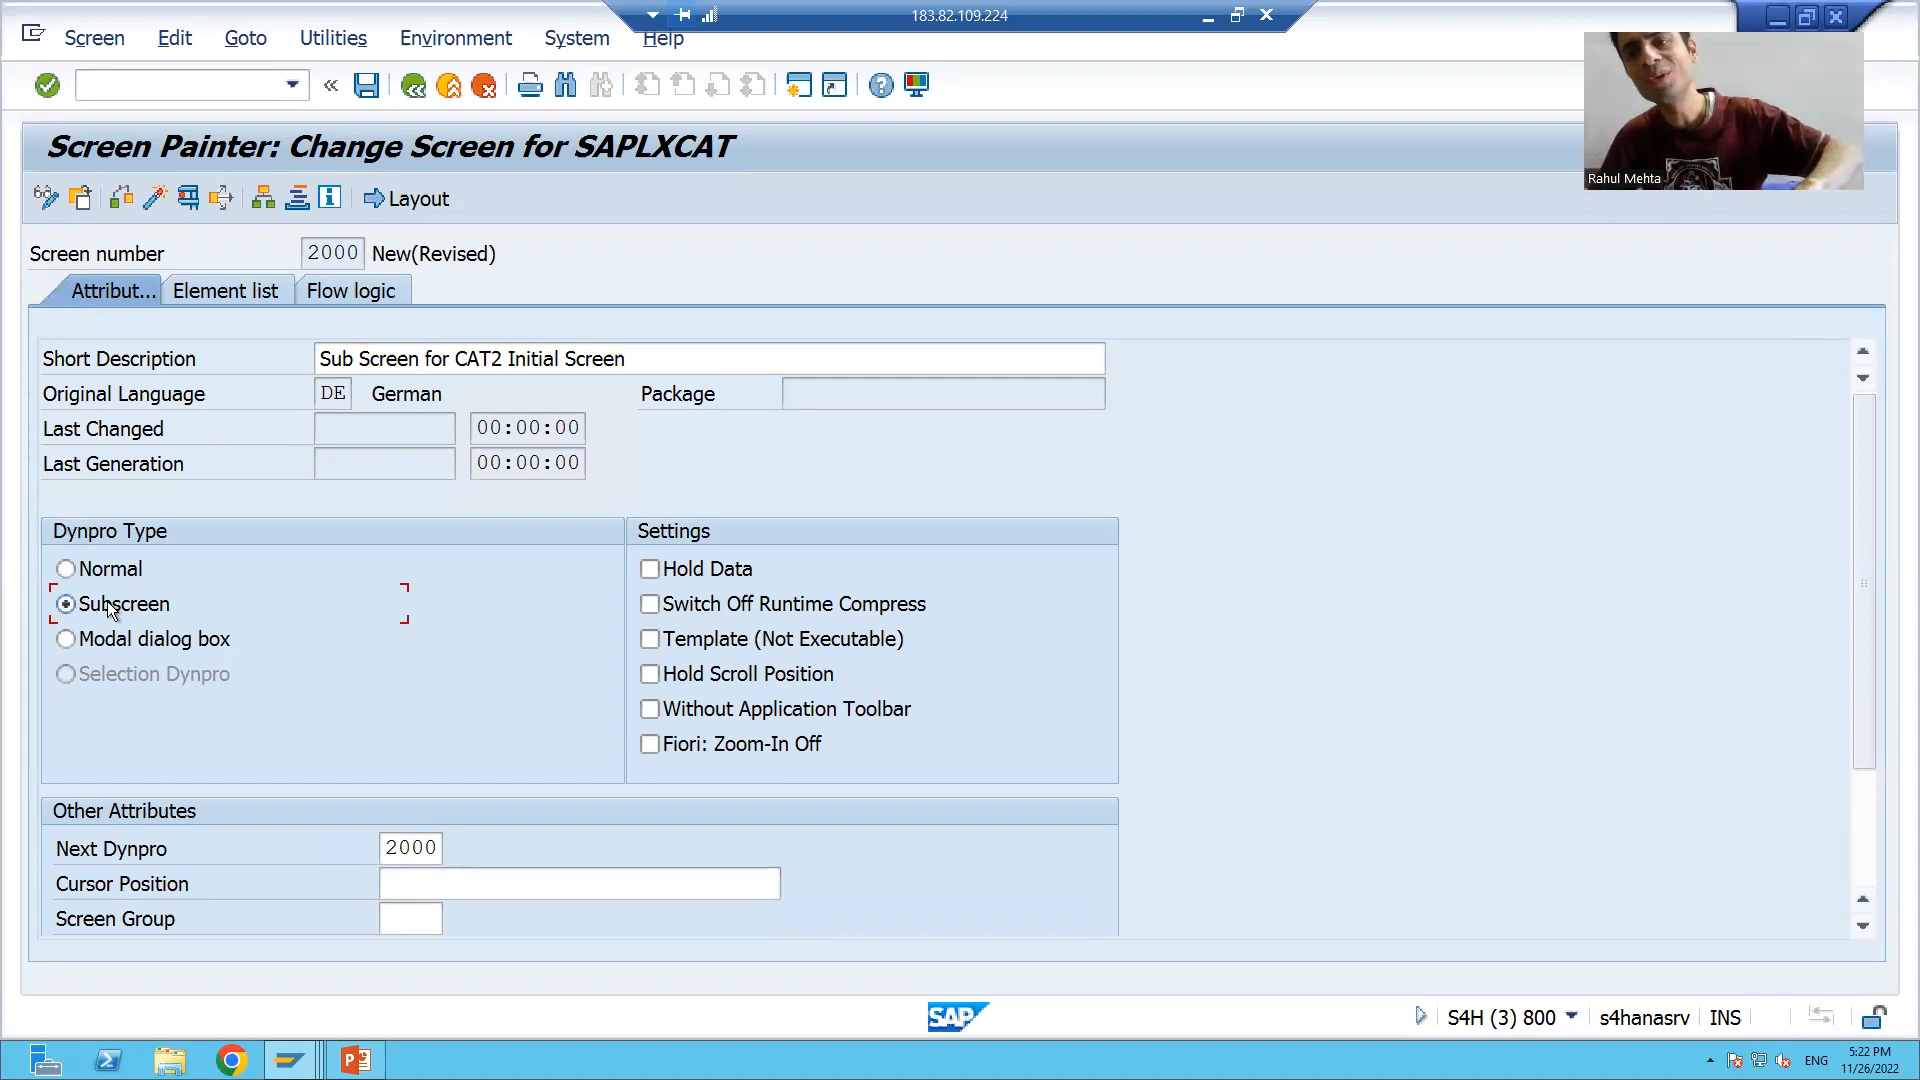 183.82.109.224
Screen Edit Goto Utilities Environment System Help
Screen Painter: Change Screen for SAPLXCAT
Rahul Mehta
Layout
Screen number 2000 New(Revised)
Attribut... Element list Flow logic
Short Description Sub Screen for CAT2 Initial Screen
Original Language DE German Package
Last Changed 00:00:00
Last Generation 00:00:00
Dynpro Type Settings
Normal Hold Data
Subscreen Switch Off Runtime Compress
Modal dialog box Template (Not Executable)
Selection Dynpro Hold Scroll Position
Without Application Toolbar
Fiori: Zoom-In Off
Other Attributes
Next Dynpro 2000
Cursor Position
Screen Group
SAP S4H (3) 800 s4hanasrv INS
ENG 5:22 PM
11/26/2022